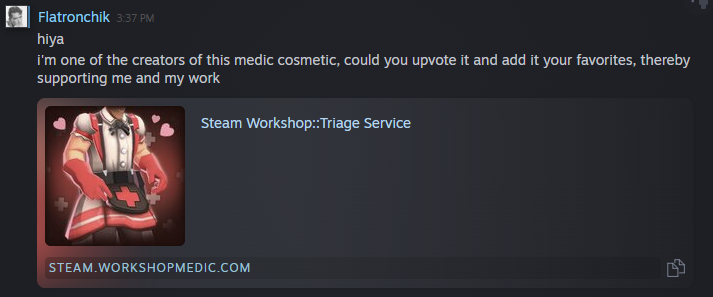 Flatronchik 3:37 PM
hiya
i'm one of the creators of this medic cosmetic, could you upvote it and add it your favorites, thereby
supporting me and my work
Steam Workshop::Triage Service
STEAM.WORKSHOPMEDIC.COM